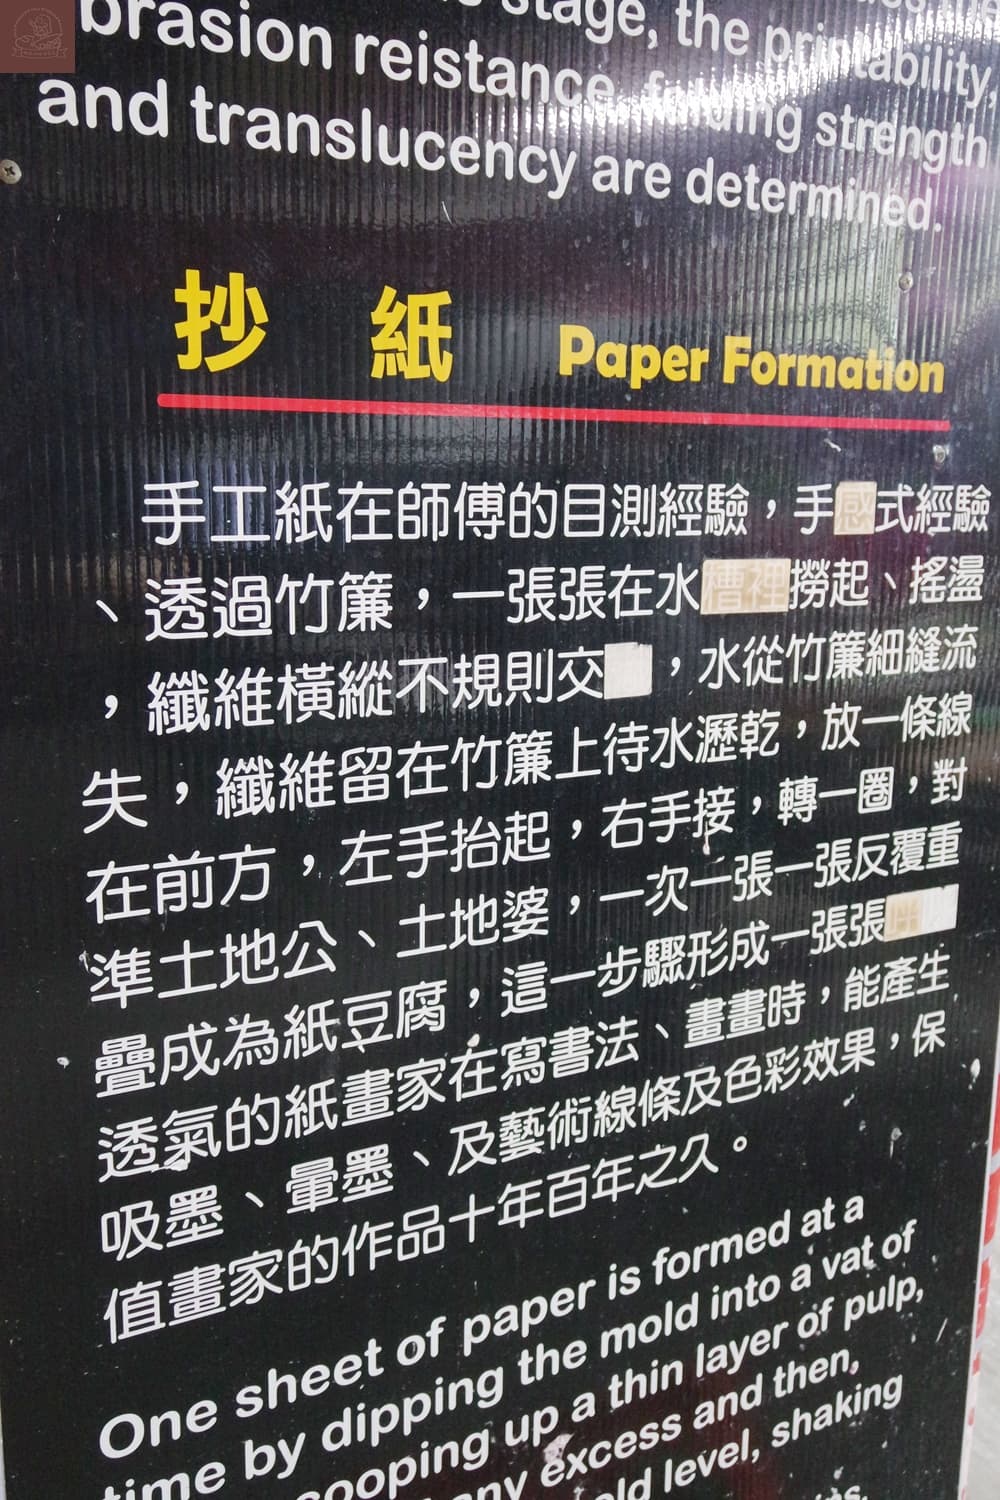 stage, the printability,
brasion reistance, folding strength
and translucency are determined.
抄 紙 Paper Formation
手工紙在師傅的目測經驗，手感式經驗
、透過竹簾，一張張在水槽裡撈起、搖盪
，纖維橫縱不規則交，水從竹簾細縫流
失，纖維留在竹簾上待水瀝乾，放一條線
在前方，左手抬起，右手接，轉一圈，對
準土地公、土地婆，一次一張一張反覆重
疊成為紙豆腐，這一步驟形成一張張
透氣的紙畫家在寫書法、畫畫時，能產生
吸墨、暈墨、及藝術線條及色彩效果，保
值畫家的作品十年百年之久。
One sheet of paper is formed at a
time by dipping the mold into a vat of
scooping up a thin layer of pulp,
any excess and then,
level, shaking